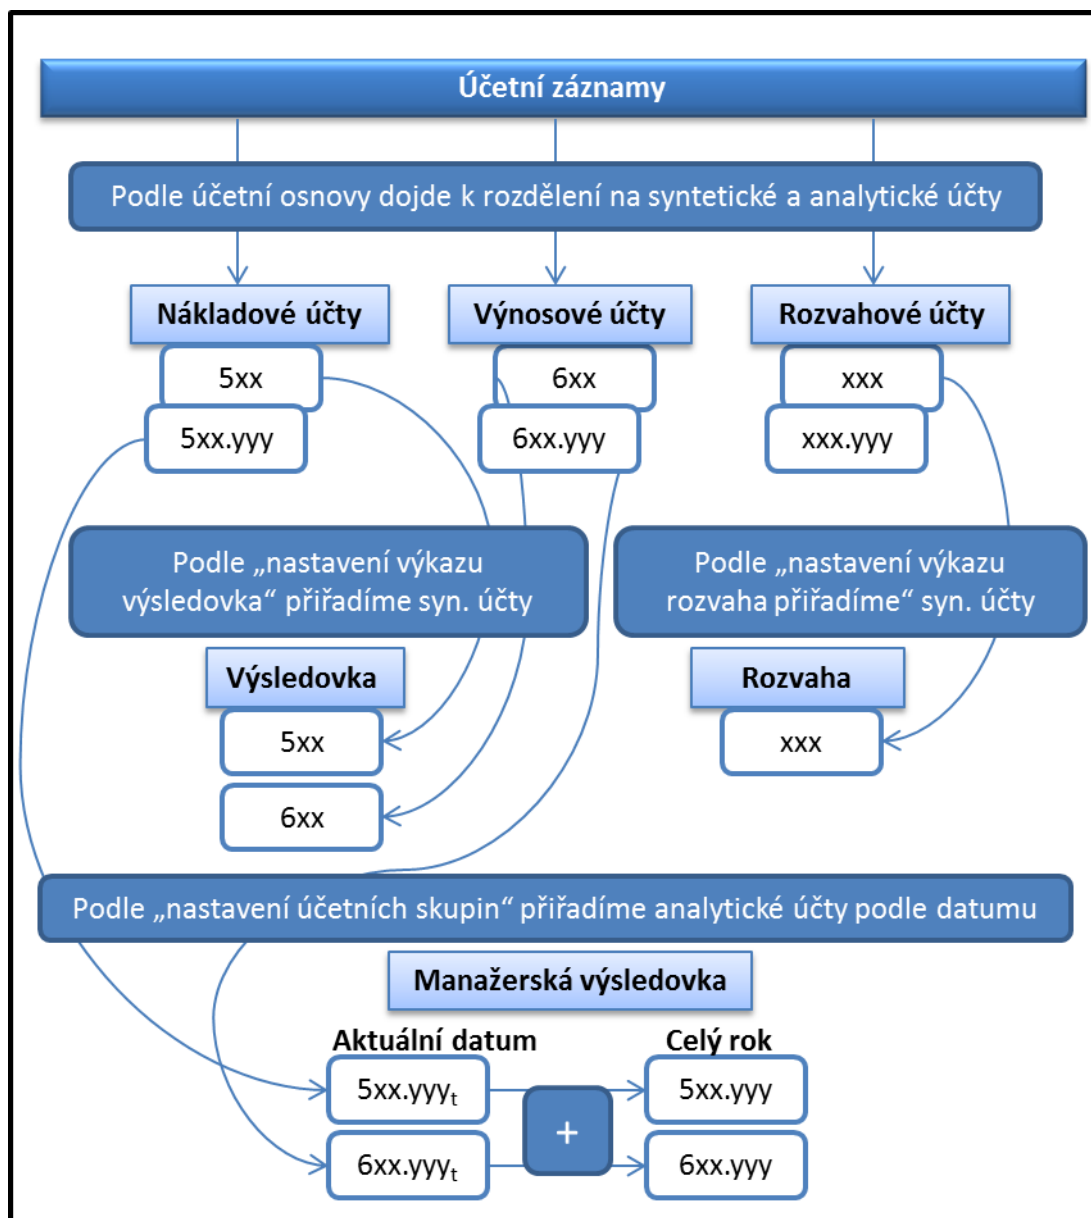 Účetní záznamy
Podle účetní osnovy dojde k rozdělení na syntetické a analytické účty
Nákladové účty
Výnosové účty
Rozvahové účty
5xx
6xx
xxx
5xx.yyy
6xx.yyy
xxx.yyy
Podle „nastavení výkazu
výsledovka“ přiřadíme syn. účty
Podle „nastavení výkazu
rozvaha přiřadíme“ syn. účty
Výsledovka
Rozvaha
5xx
xxx
6xx
Podle „nastavení účetních skupin“ přiřadíme analytické účty podle datumu
Manažerská výsledovka
Aktuální datum
Celý rok
5xx.yyyt
5xx.yyy
+
6xx.yyyt
6xx.yyy